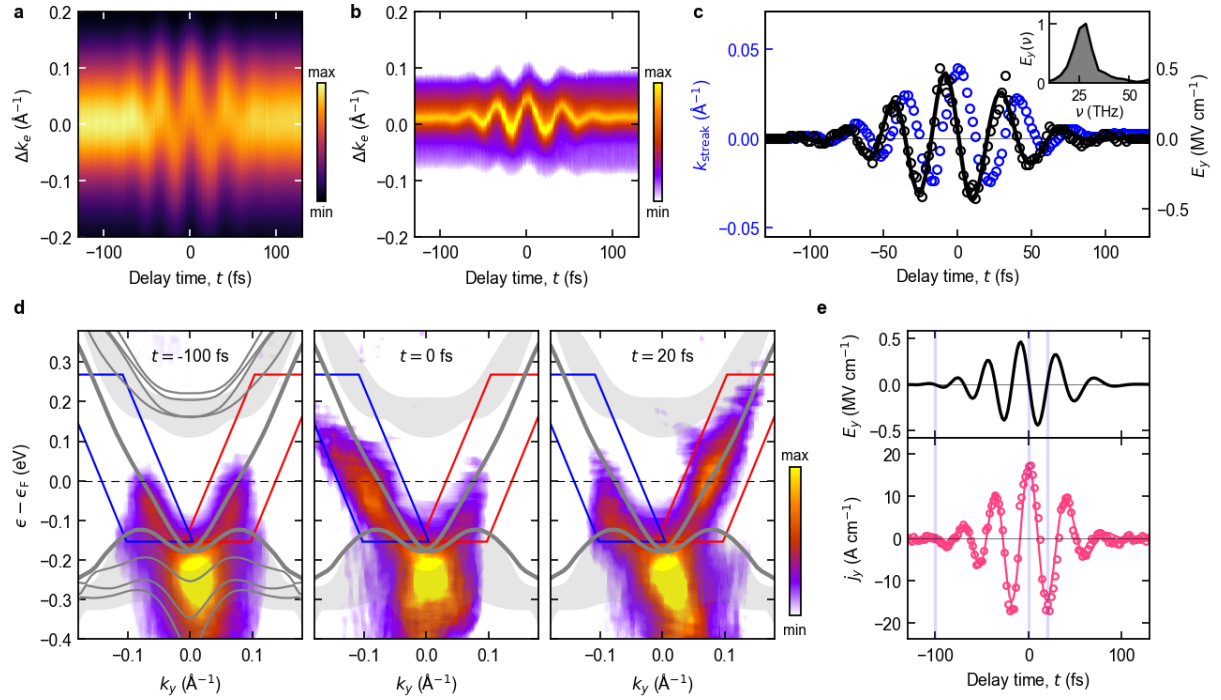 a
0.2
0.1
0.0
−0.1
−0.2
Δkₑ (Å⁻¹)
−100 0 100
Delay time, t (fs)
max
min
b
0.2
0.1
0.0
−0.1
−0.2
Δkₑ (Å⁻¹)
−100 0 100
Delay time, t (fs)
max
min
c
0.05
0.00
−0.05
k_streak (Å⁻¹)
−100 −50 0 50 100
Delay time, t (fs)
0.5
0.0
−0.5
E_y (MV cm⁻¹)
1
0
E_y(ν)
25 50
ν (THz)
d
t = -100 fs
t = 0 fs
t = 20 fs
0.3
0.2
0.1
0.0
−0.1
−0.2
−0.3
−0.4
ϵ − ϵ_F (eV)
−0.1 0.0 0.1
−0.1 0.0 0.1
−0.1 0.0 0.1
k_y (Å⁻¹)
k_y (Å⁻¹)
k_y (Å⁻¹)
max
min
e
0.0
−0.5
E_y (MV cm⁻¹)
20
10
0
−10
−20
j_y (A cm⁻¹)
−100 0 100
Delay time, t (fs)